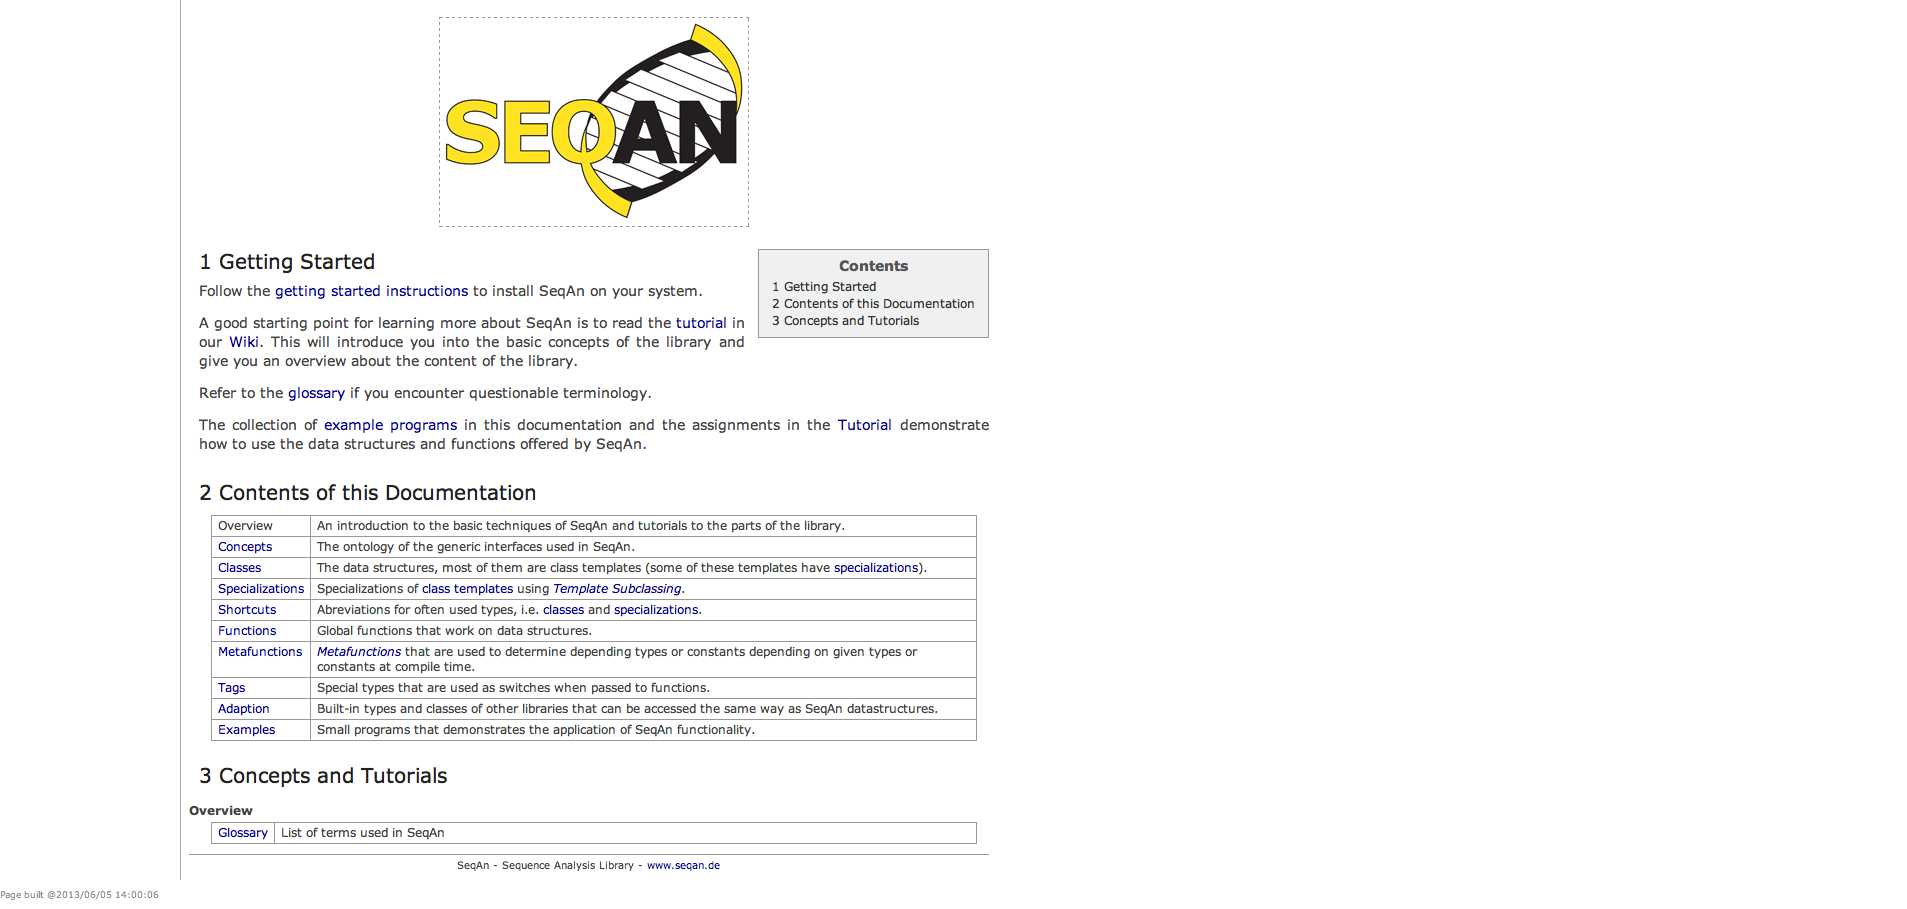 SEQAN
1 Getting Started
Follow the getting started instructions to install SeqAn on your system.
A good starting point for learning more about SeqAn is to read the tutorial in
our Wiki. This will introduce you into the basic concepts of the library and
give you an overview about the content of the library.
Refer to the glossary if you encounter questionable terminology.
The collection of example programs in this documentation and the assignments in the Tutorial demonstrate
how to use the data structures and functions offered by SeqAn.
Contents
1 Getting Started
2 Contents of this Documentation
3 Concepts and Tutorials
2 Contents of this Documentation
Overview An introduction to the basic techniques of SeqAn and tutorials to the parts of the library.
Concepts The ontology of the generic interfaces used in SeqAn.
Classes The data structures, most of them are class templates (some of these templates have specializations).
Specializations Specializations of class templates using Template Subclassing.
Shortcuts Abreviations for often used types, i.e. classes and specializations.
Functions Global functions that work on data structures.
Metafunctions Metafunctions that are used to determine depending types or constants depending on given types or
constants at compile time.
Tags Special types that are used as switches when passed to functions.
Adaption Built-in types and classes of other libraries that can be accessed the same way as SeqAn datastructures.
Examples Small programs that demonstrates the application of SeqAn functionality.
3 Concepts and Tutorials
Overview
Glossary List of terms used in SeqAn
SeqAn - Sequence Analysis Library - www.seqan.de
Page built @2013/06/05 14:00:06